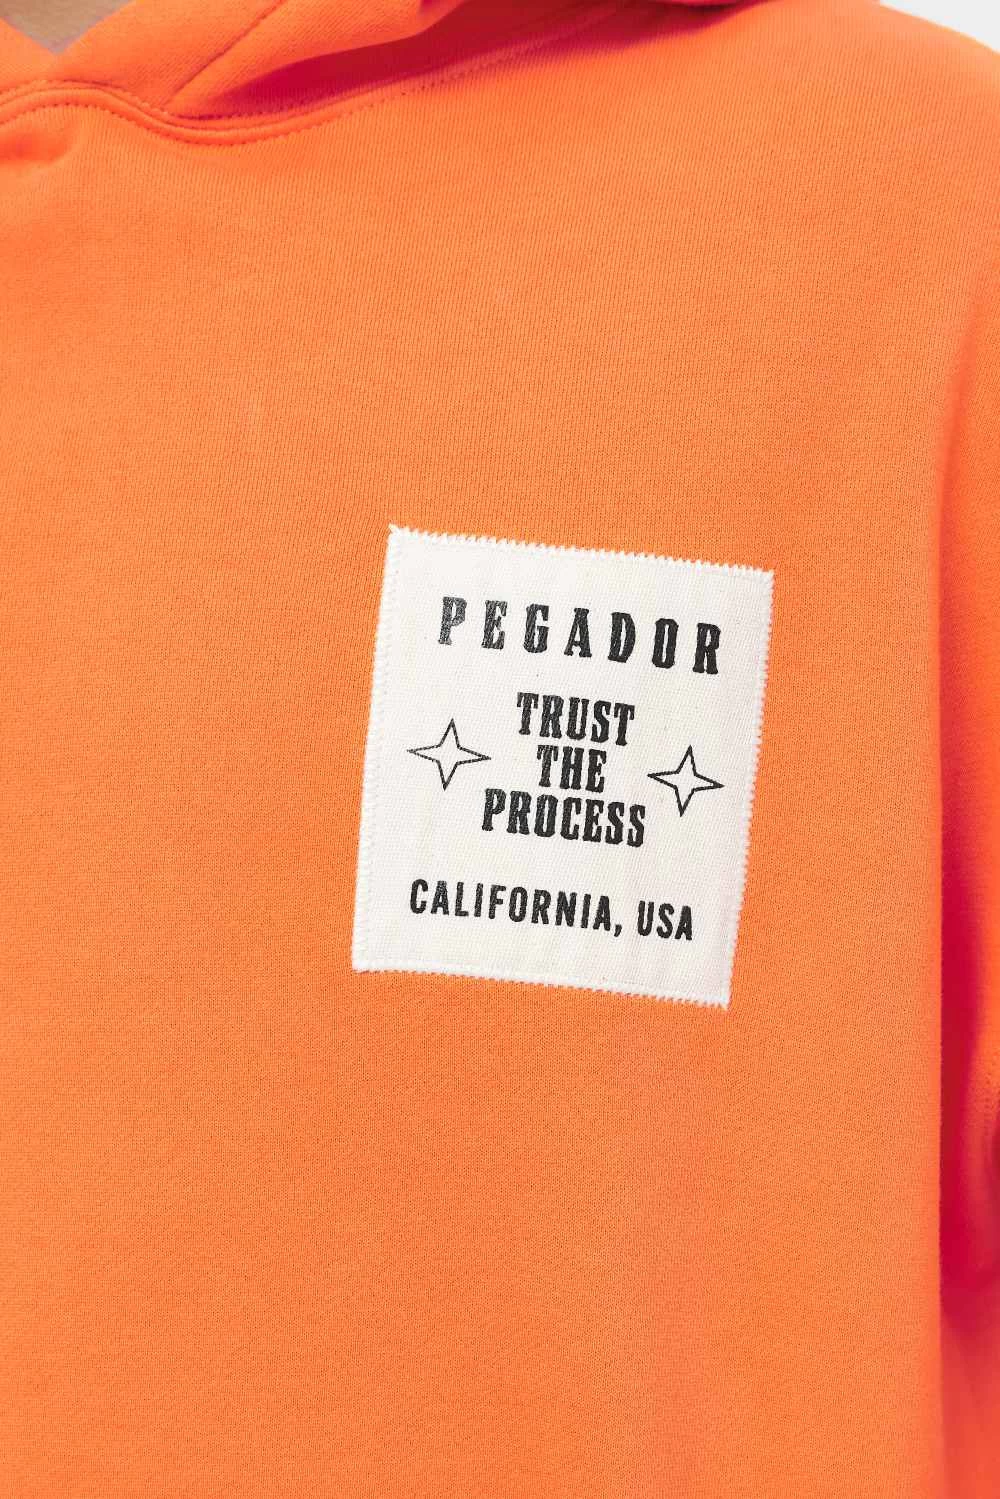 PEGADOR
TRUST
THE
PROCESS
CALIFORNIA, USA